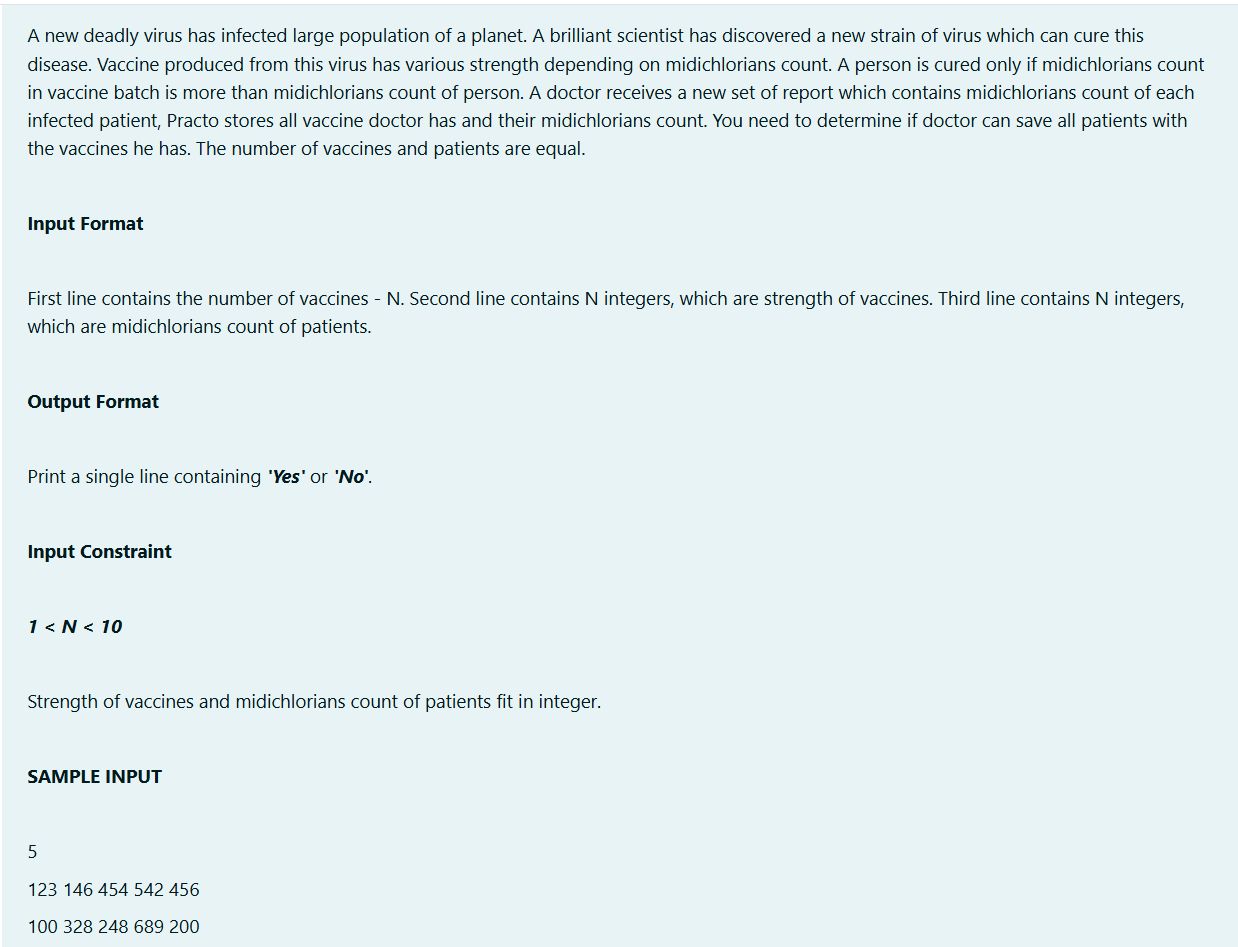 A new deadly virus has infected large population of a planet. A brilliant scientist has discovered a new strain of virus which can cure this
disease. Vaccine produced from this virus has various strength depending on midichlorians count. A person is cured only if midichlorians count
in vaccine batch is more than midichlorians count of person. A doctor receives a new set of report which contains midichlorians count of each
infected patient, Practo stores all vaccine doctor has and their midichlorians count. You need to determine if doctor can save all patients with
the vaccines he has. The number of vaccines and patients are equal.
Input Format
First line contains the number of vaccines - N. Second line contains N integers, which are strength of vaccines. Third line contains N integers,
which are midichlorians count of patients.
Output Format
Print a single line containing 'Yes' or 'No'.
Input Constraint
1 < N < 10
Strength of vaccines and midichlorians count of patients fit in integer.
SAMPLE INPUT
5
123 146 454 542 456
100 328 248 689 200